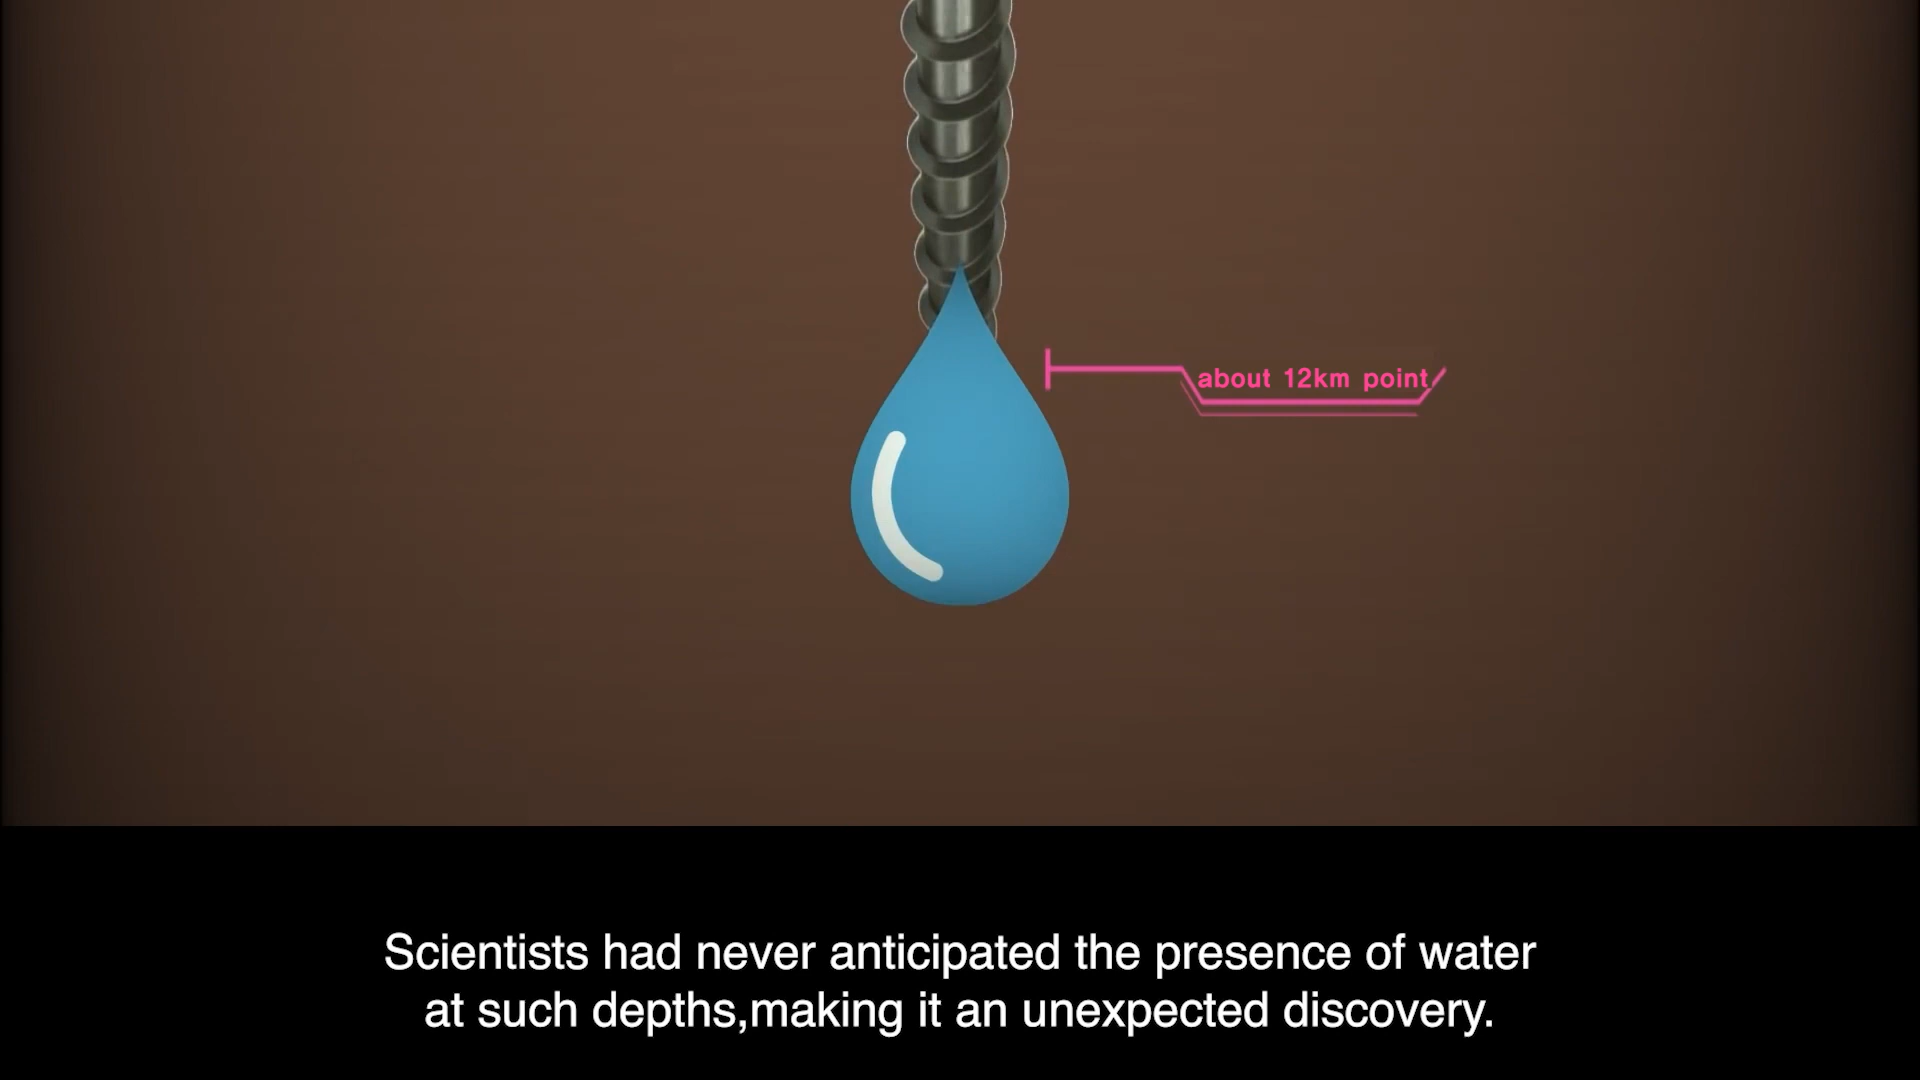 about 12km point
Scientists had never anticipated the presence of water
at such depths,making it an unexpected discovery.